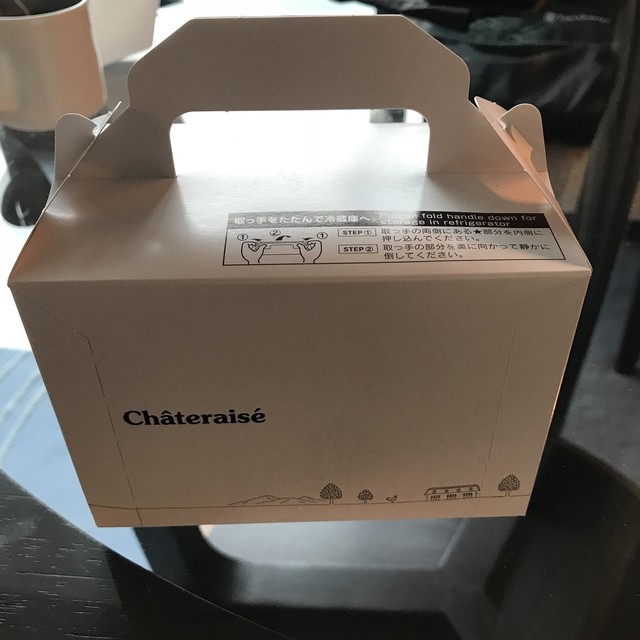 取っ手をたたんで冷蔵庫へ
fold handle down for
storage in refrigerator
① ② ①
STEP① 取っ手の両側にある★部分を内側に
押し込んでください。
STEP② 取っ手の部分を奥に向かって静かに
倒してください。
Châteraisé